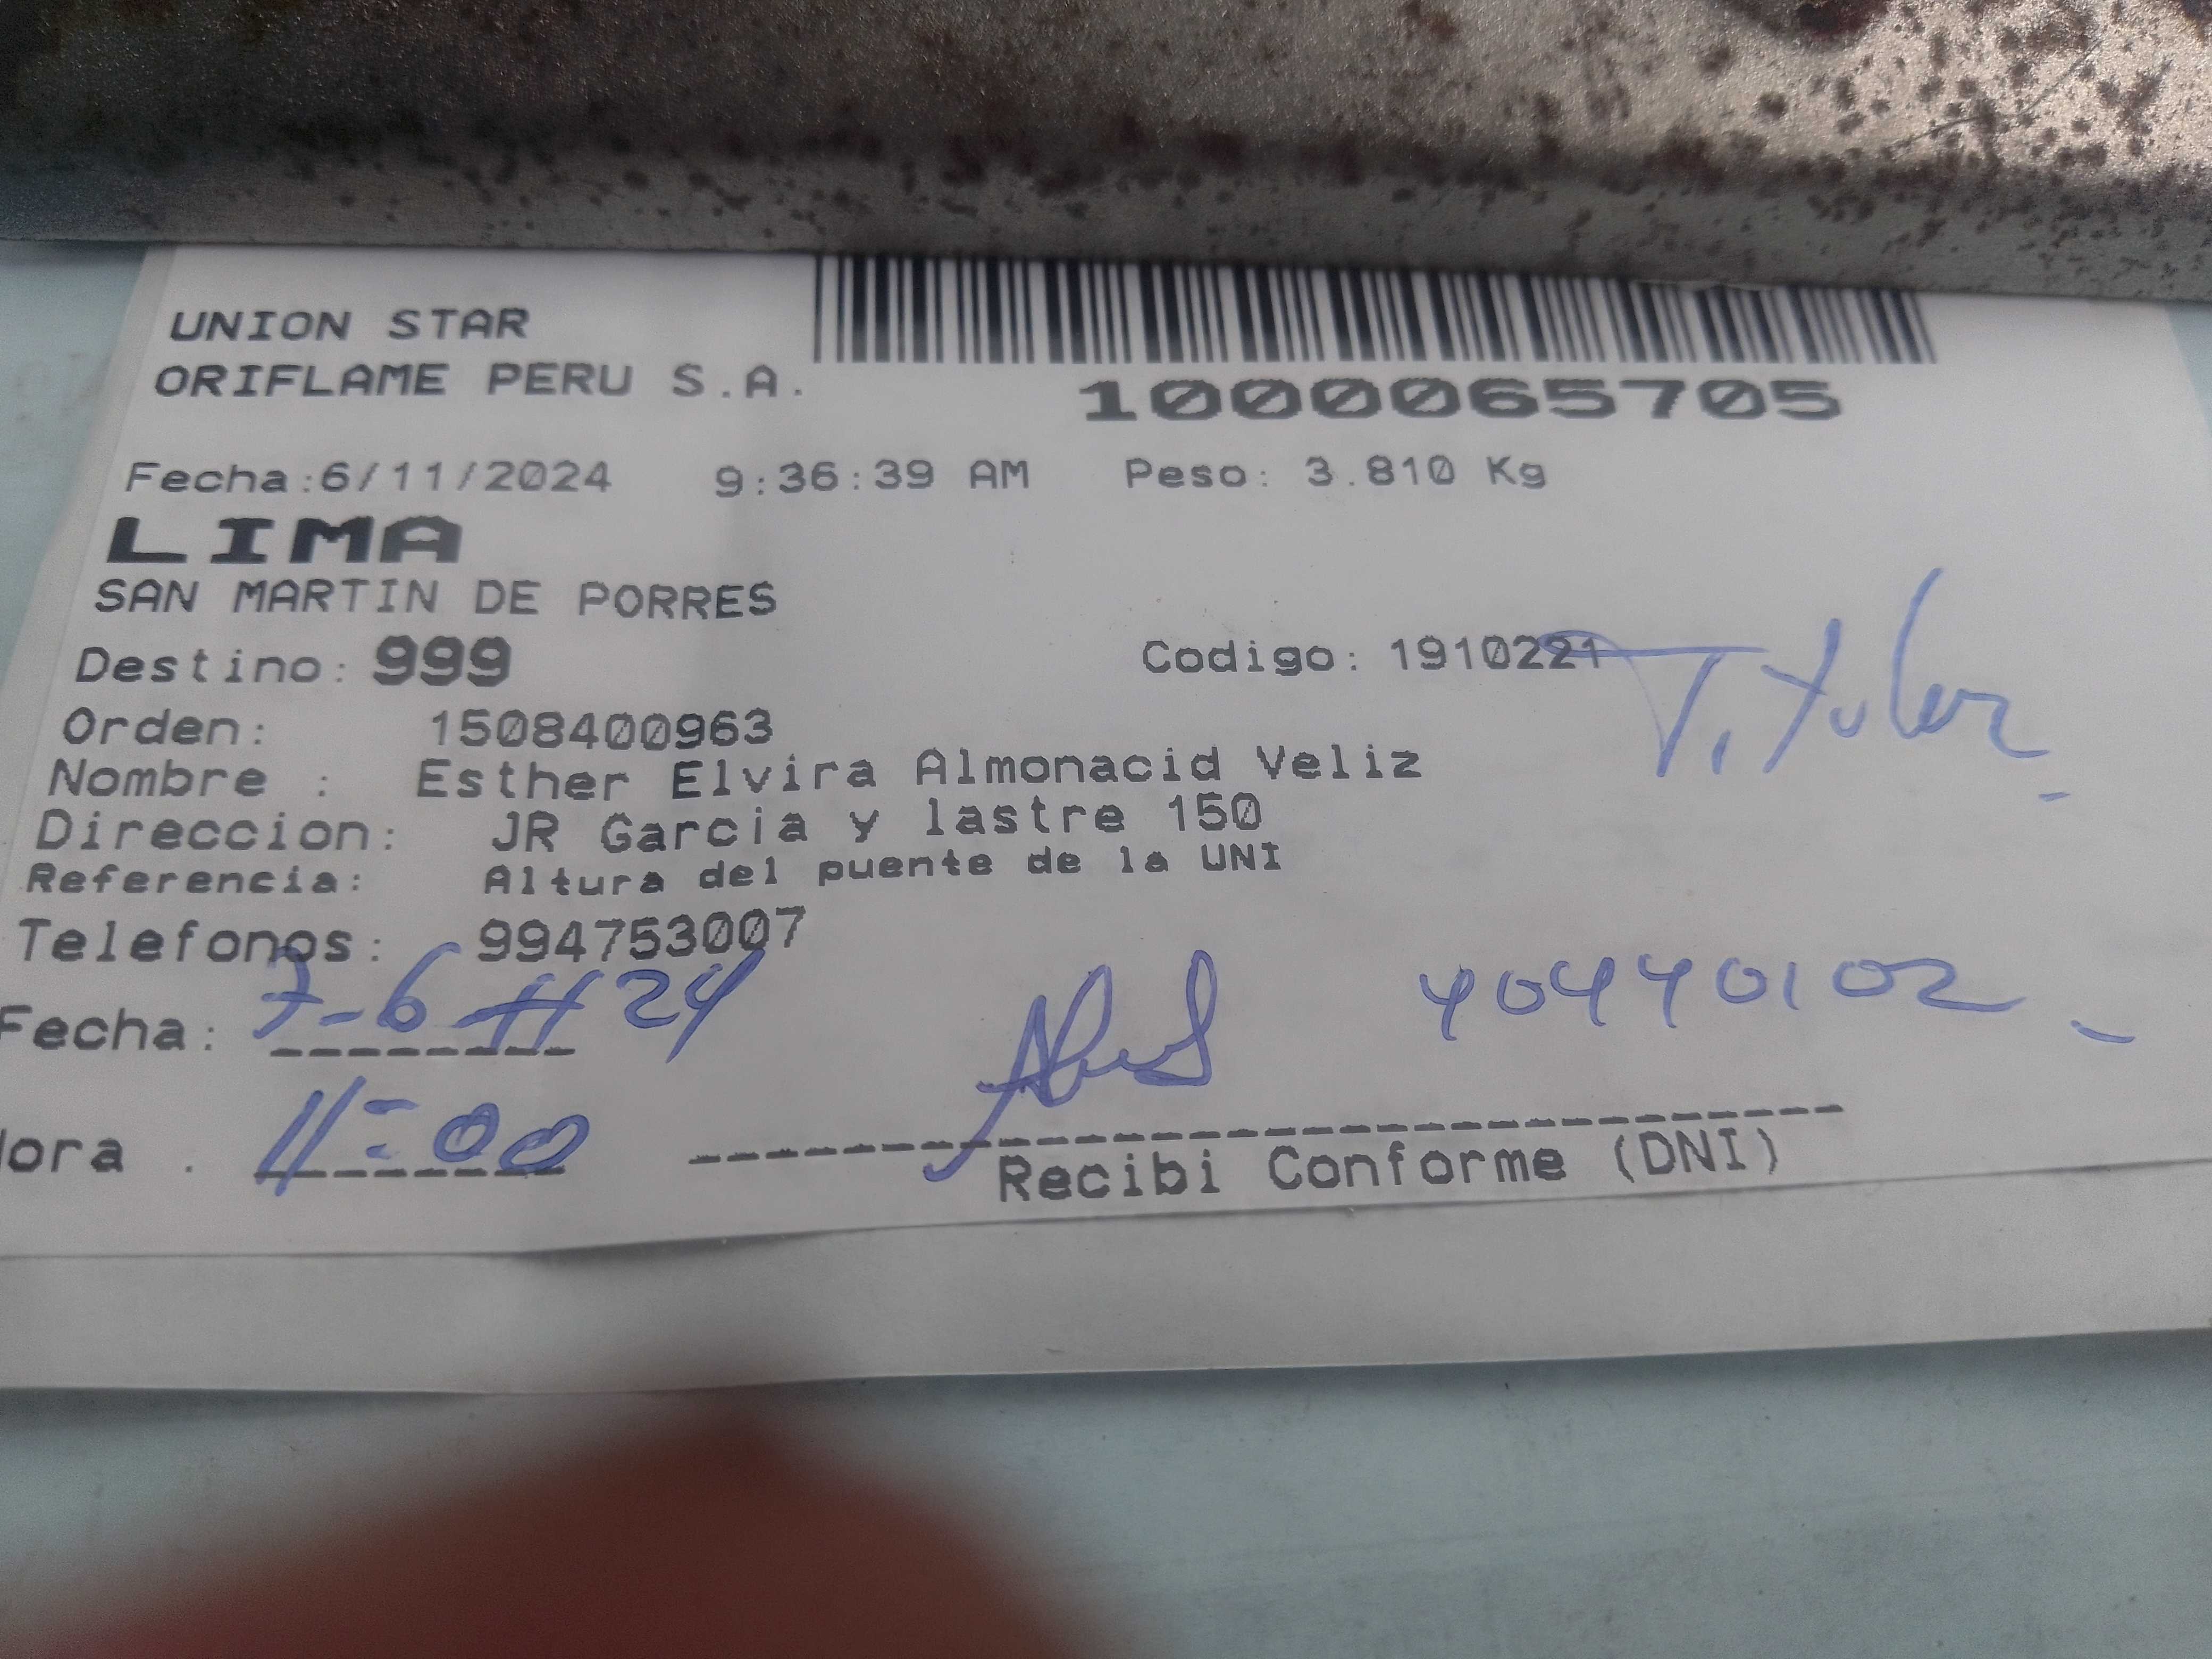 UNION STAR
ORIFLAME PERU S.A.
1000065705
Fecha:6/11/2024 9:36:39 AM Peso: 3.810 Kg
LIMA
SAN MARTIN DE PORRES
Destino: 999 Codigo: 1910221
Titular
Orden: 1508400963
Nombre : Esther Elvira Almonacid Veliz
Direccion: JR Garcia y lastre 150
Referencia: Altura del puente de la UNI
Telefonos: 994753007
Fecha: 7-6 24
40440102
ora . 11:00
Recibi Conforme (DNI)